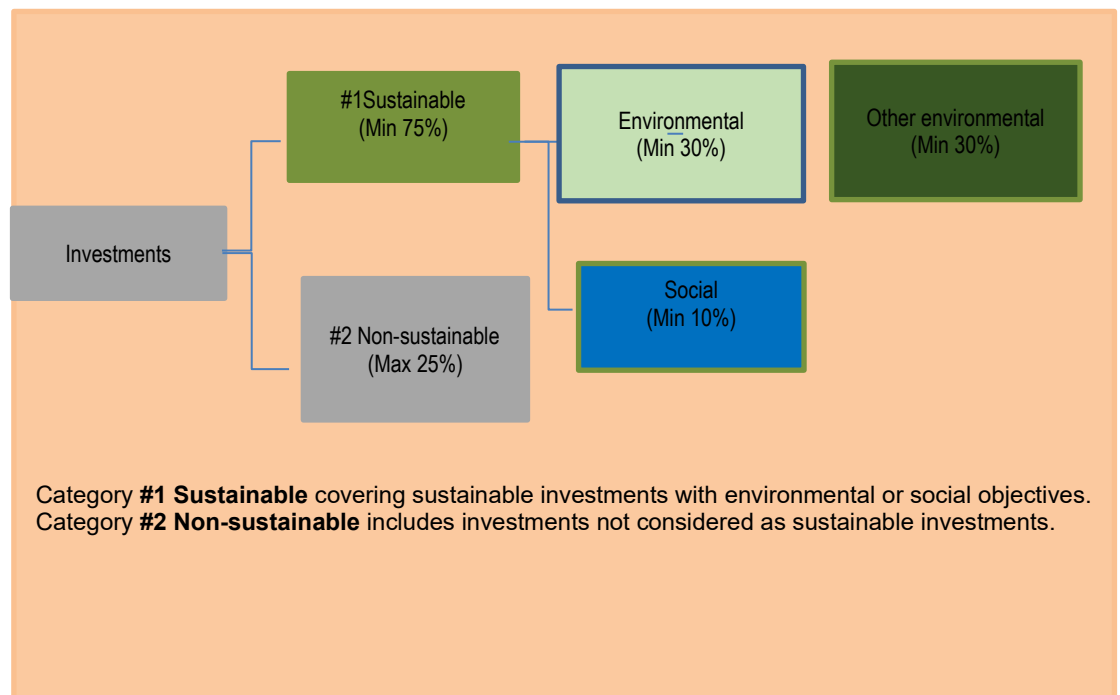 #1Sustainable
(Min 75%)
Environmental
(Min 30%)
Other environmental
(Min 30%)
Investments
Social
(Min 10%)
#2 Non-sustainable
(Max 25%)
Category #1 Sustainable covering sustainable investments with environmental or social objectives.
Category #2 Non-sustainable includes investments not considered as sustainable investments.